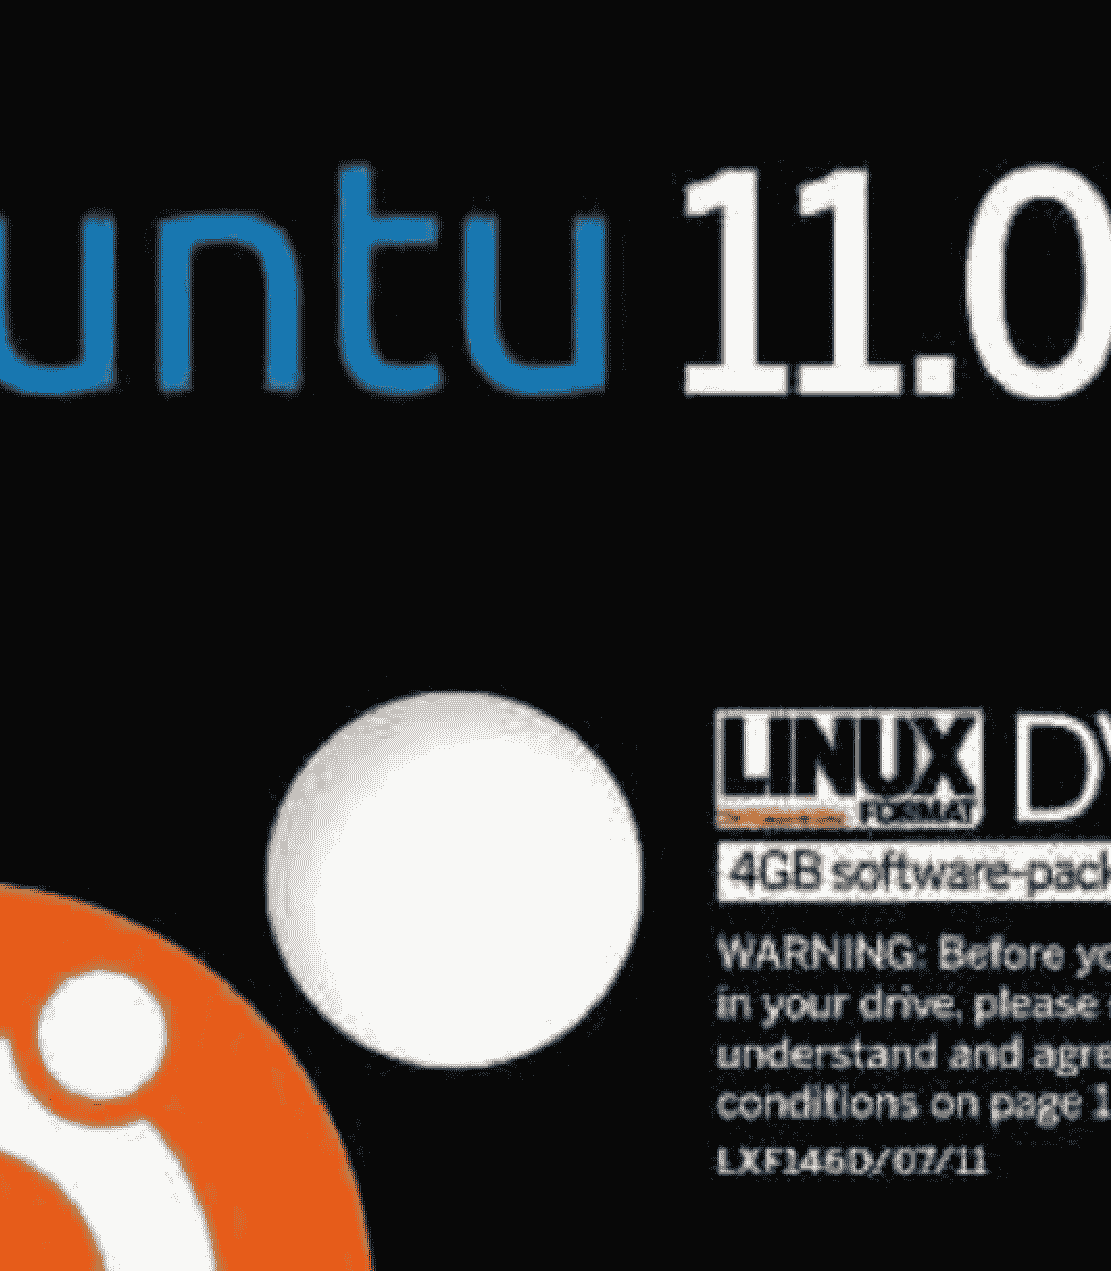 untu 11.0
LINUX
FORMAT
D
4GB software-pack
WARNING: Before yo
in your drive, please
understand and agre
conditions on page 1
LXF146D/07/11